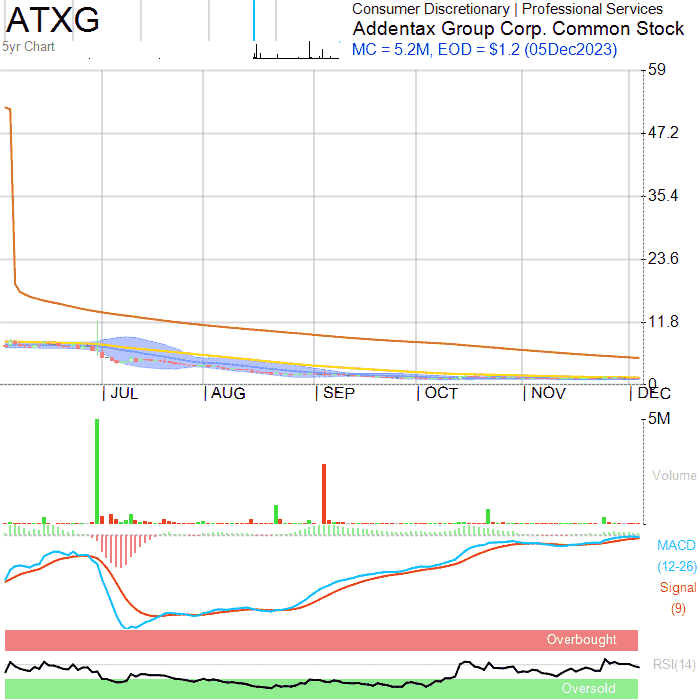 ATXG
5yr Chart
Consumer Discretionary | Professional Services
Addentax Group Corp. Common Stock
MC = 5.2M, EOD = $1.2 (05Dec2023)
59
47.2
35.4
23.6
11.8
0
JUL AUG SEP OCT NOV DEC
5M
Volume
MACD
(12-26)
Signal
(9)
Overbought
RSI(14)
Oversold